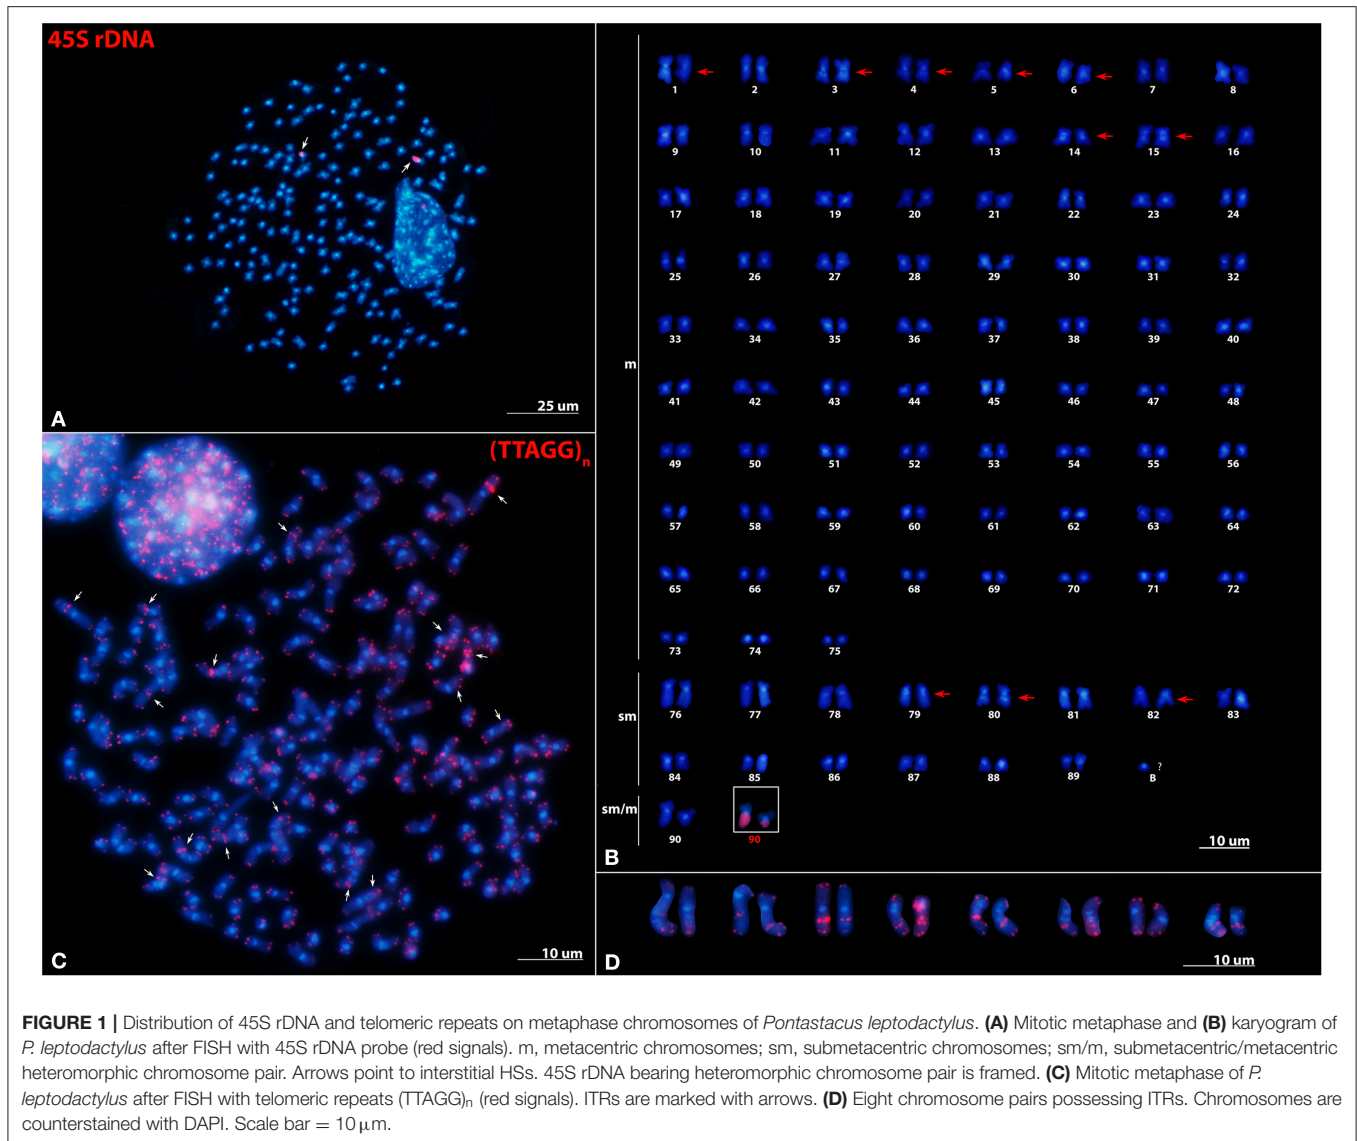 45S rDNA
25 um
A
(TTAGG)n
10 um
C
m
1 2 3 4 5 6 7 8
9 10 11 12 13 14 15 16
17 18 19 20 21 22 23 24
25 26 27 28 29 30 31 32
33 34 35 36 37 38 39 40
41 42 43 44 45 46 47 48
49 50 51 52 53 54 55 56
57 58 59 60 61 62 63 64
65 66 67 68 69 70 71 72
73 74 75
sm
76 77 78 79 80 81 82 83
84 85 86 87 88 89 B ?
sm/m
90 90
10 um
B
D
10 um
FIGURE 1 | Distribution of 45S rDNA and telomeric repeats on metaphase chromosomes of Pontastacus leptodactylus. (A) Mitotic metaphase and (B) karyogram of
P. leptodactylus after FISH with 45S rDNA probe (red signals). m, metacentric chromosomes; sm, submetacentric chromosomes; sm/m, submetacentric/metacentric
heteromorphic chromosome pair. Arrows point to interstitial HSs. 45S rDNA bearing heteromorphic chromosome pair is framed. (C) Mitotic metaphase of P.
leptodactylus after FISH with telomeric repeats (TTAGG)n (red signals). ITRs are marked with arrows. (D) Eight chromosome pairs possessing ITRs. Chromosomes are
counterstained with DAPI. Scale bar = 10 μm.